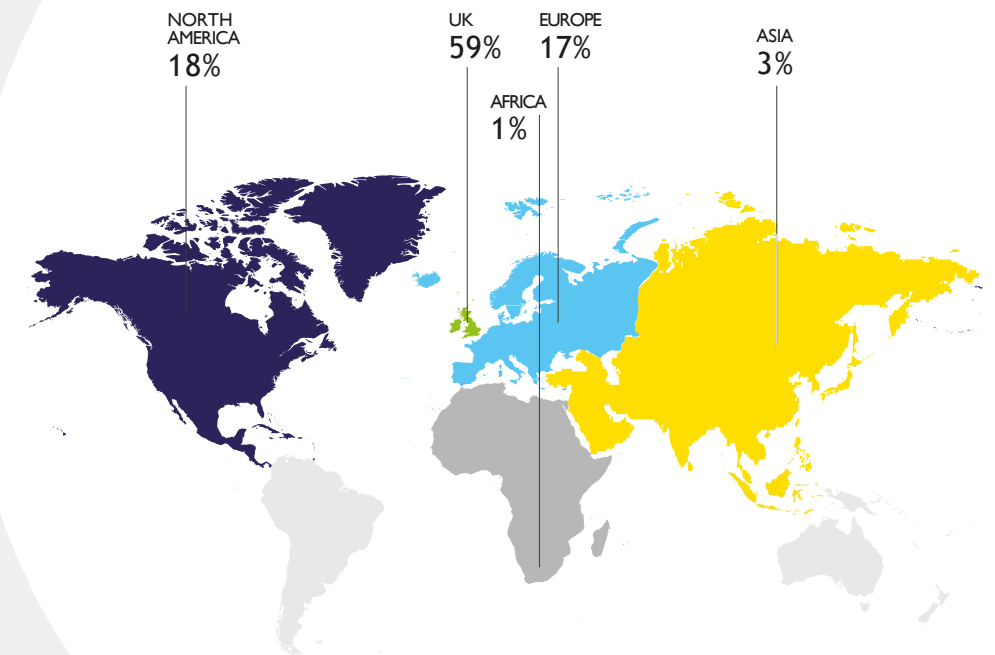 NORTH
AMERICA
18%
UK
59%
EUROPE
17%
AFRICA
1%
ASIA
3%